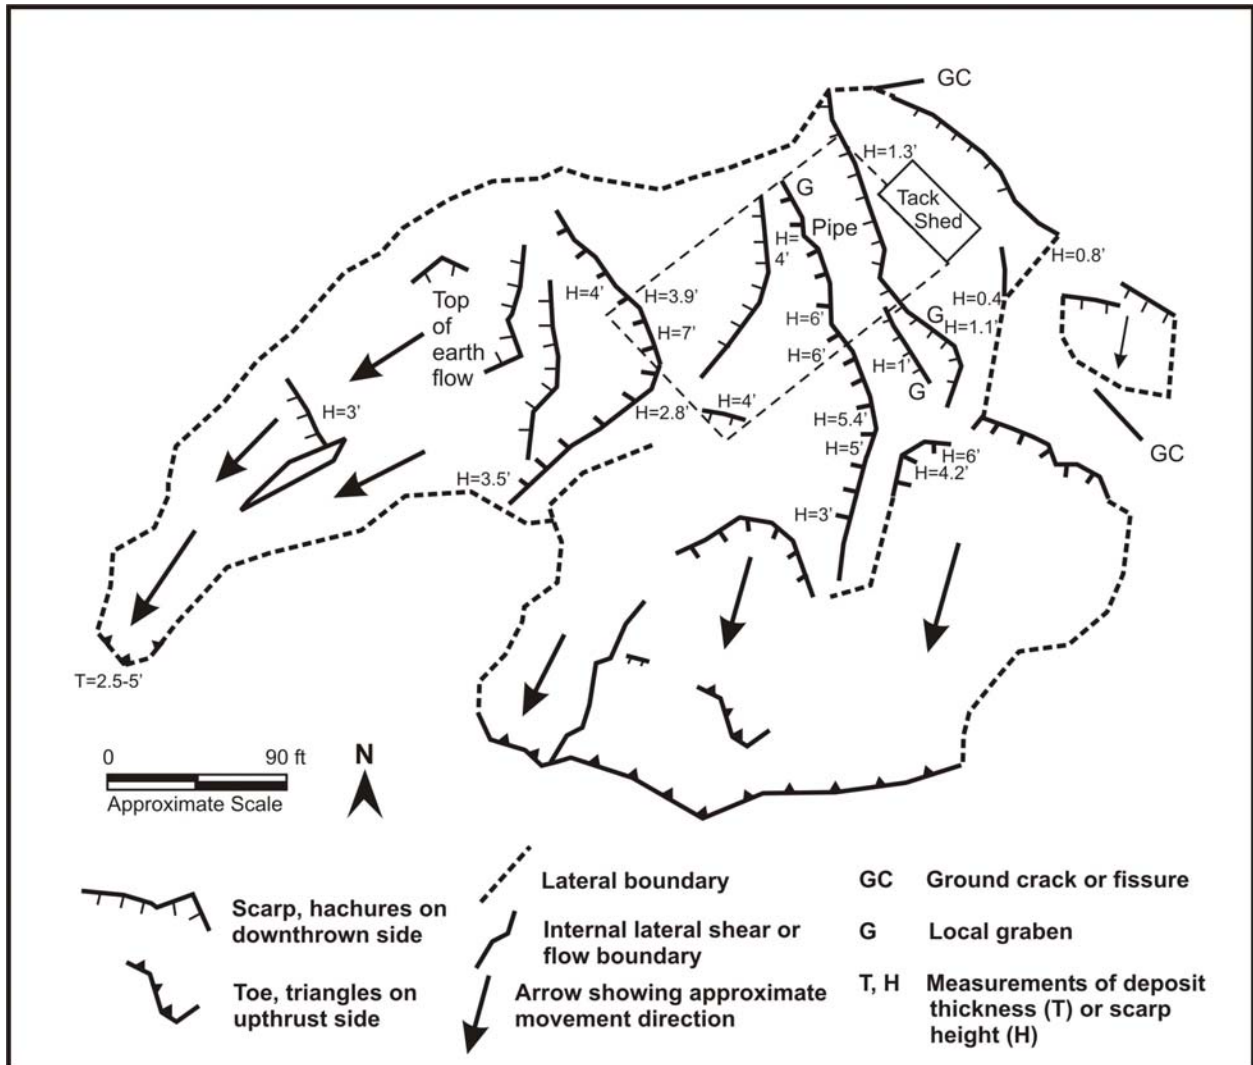 GC
H=1.3’
Tack
Shed
G
Pipe
H=
4’
H=0.8’
H=4’
H=3.9’
H=0.4
Top
of
earth
flow
H=7’
H=6’
G
H=1.1’
H=6’
H=1’
G
H=3’
H=2.8’
H=4’
H=5.4’
H=5’
H=6’
H=4.2’
GC
H=3.5’
H=3’
T=2.5-5’
0 90 ft
Approximate Scale
N
Scarp, hachures on
downthrown side
Toe, triangles on
upthrust side
Lateral boundary
Internal lateral shear or
flow boundary
Arrow showing approximate
movement direction
GC Ground crack or fissure
G Local graben
T, H Measurements of deposit
thickness (T) or scarp
height (H)